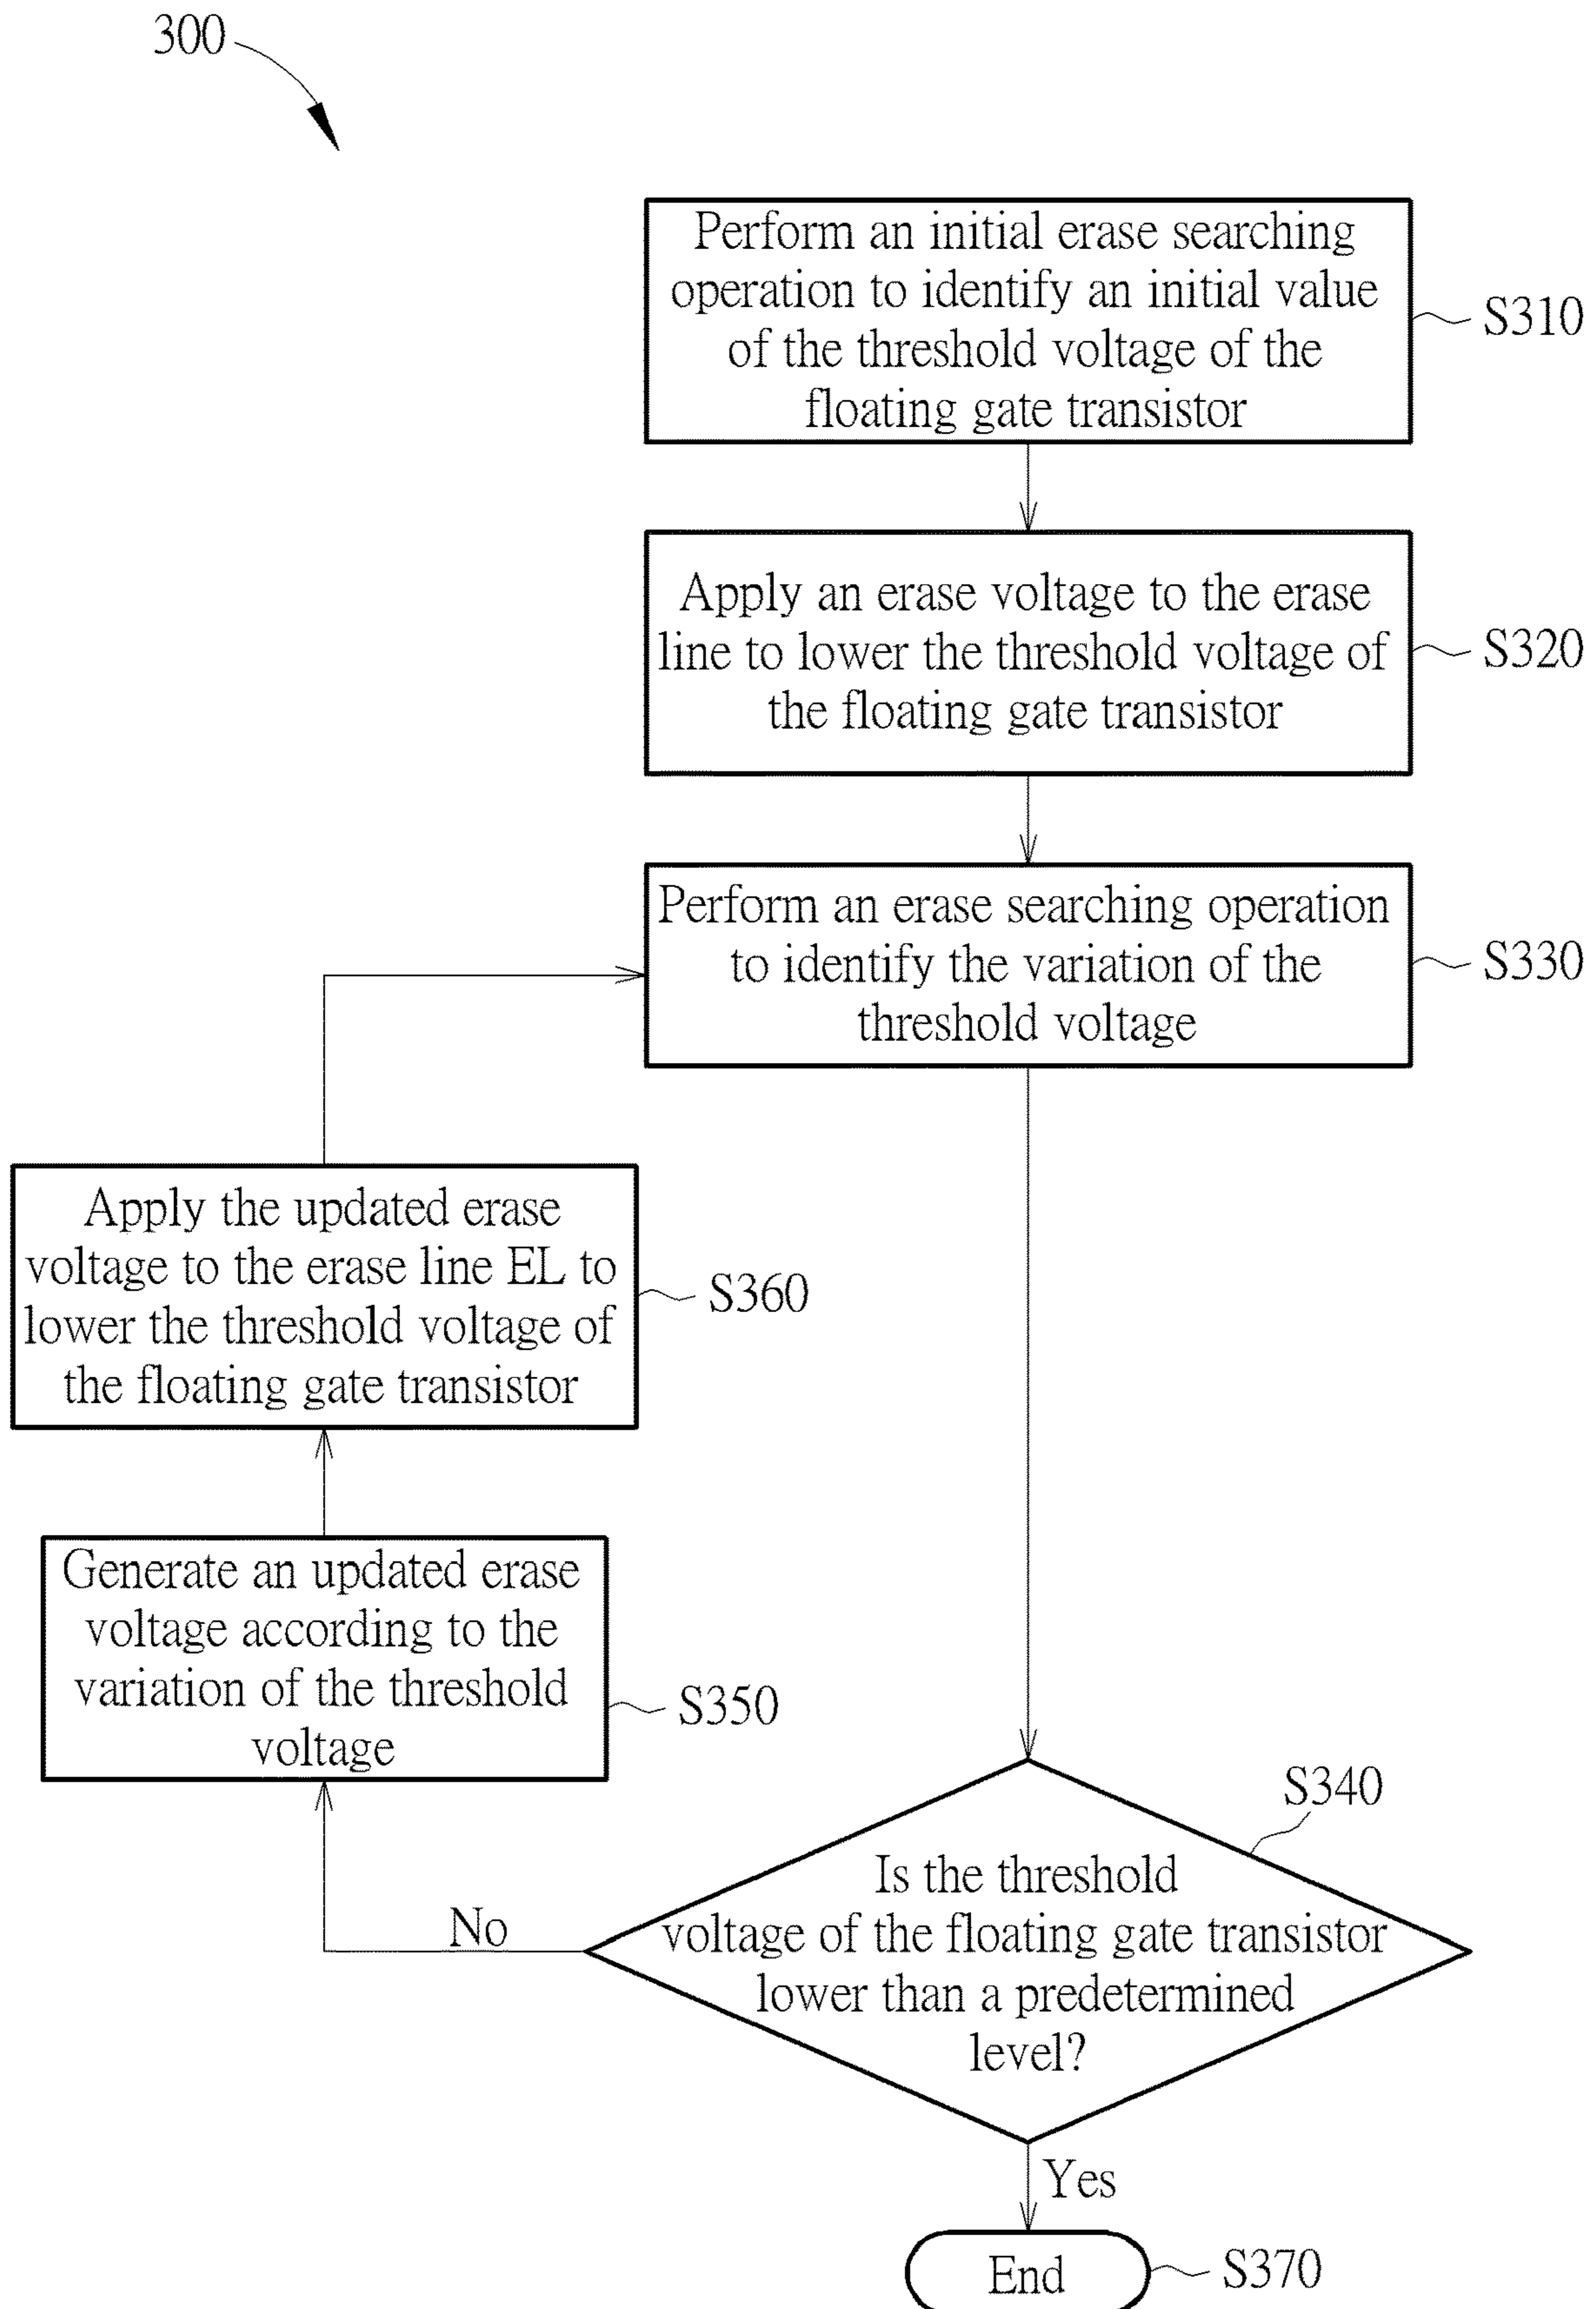 300
Perform an initial erase searching
operation to identify an initial value
of the threshold voltage of the
floating gate transistor
S310
Apply an erase voltage to the erase
line to lower the threshold voltage of
the floating gate transistor
S320
Perform an erase searching operation
to identify the variation of the
threshold voltage
S330
Apply the updated erase
voltage to the erase line EL to
lower the threshold voltage of
the floating gate transistor
S360
Generate an updated erase
voltage according to the
variation of the threshold
voltage
S350
S340
Is the threshold
voltage of the floating gate transistor
lower than a predetermined
level?
No
Yes
End
S370